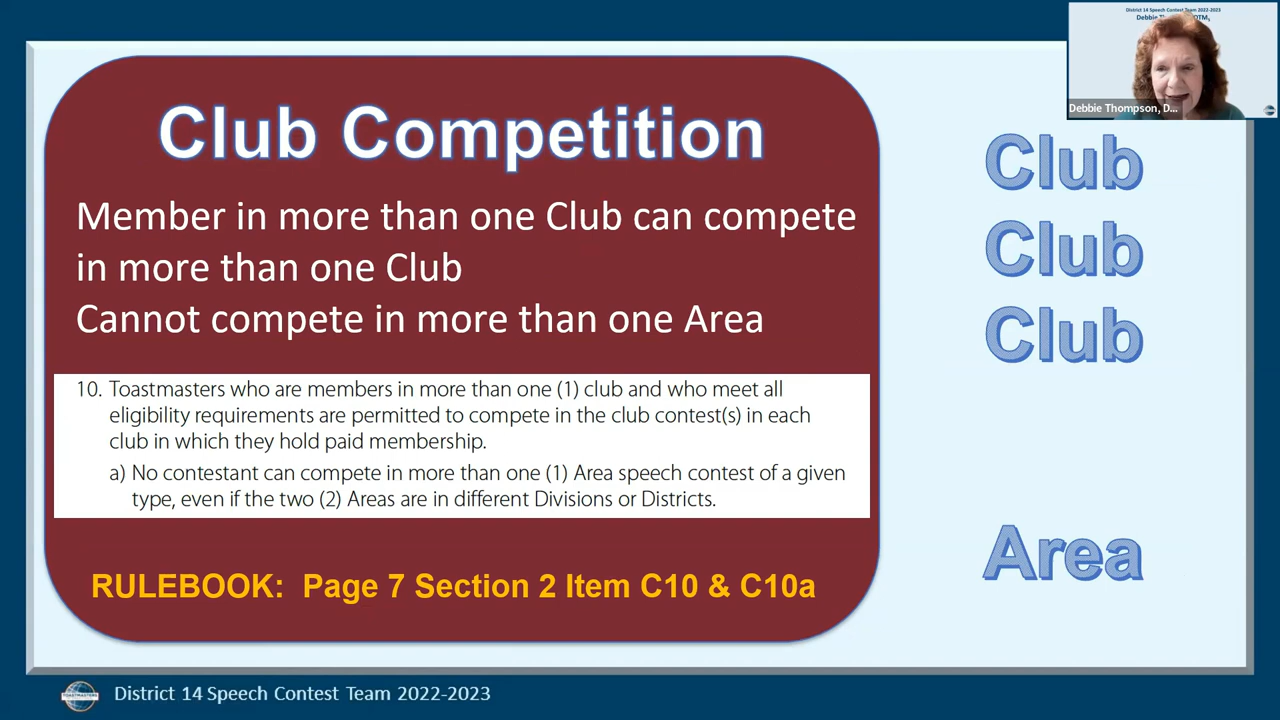 District 14 Speech Contest Team 2022-2023
Debbie
Debbie Thompson, D...
Club Competition
Member in more than one Club can compete
in more than one Club
Cannot compete in more than one Area
10. Toastmasters who are members in more than one (1) club and who meet all
eligibility requirements are permitted to compete in the club contest(s) in each
club in which they hold paid membership.
a) No contestant can compete in more than one (1) Area speech contest of a given
type, even if the two (2) Areas are in different Divisions or Districts.
RULEBOOK: Page 7 Section 2 Item C10 & C10a
Club
Club
Club
Area
TOASTMASTERS
District 14 Speech Contest Team 2022-2023